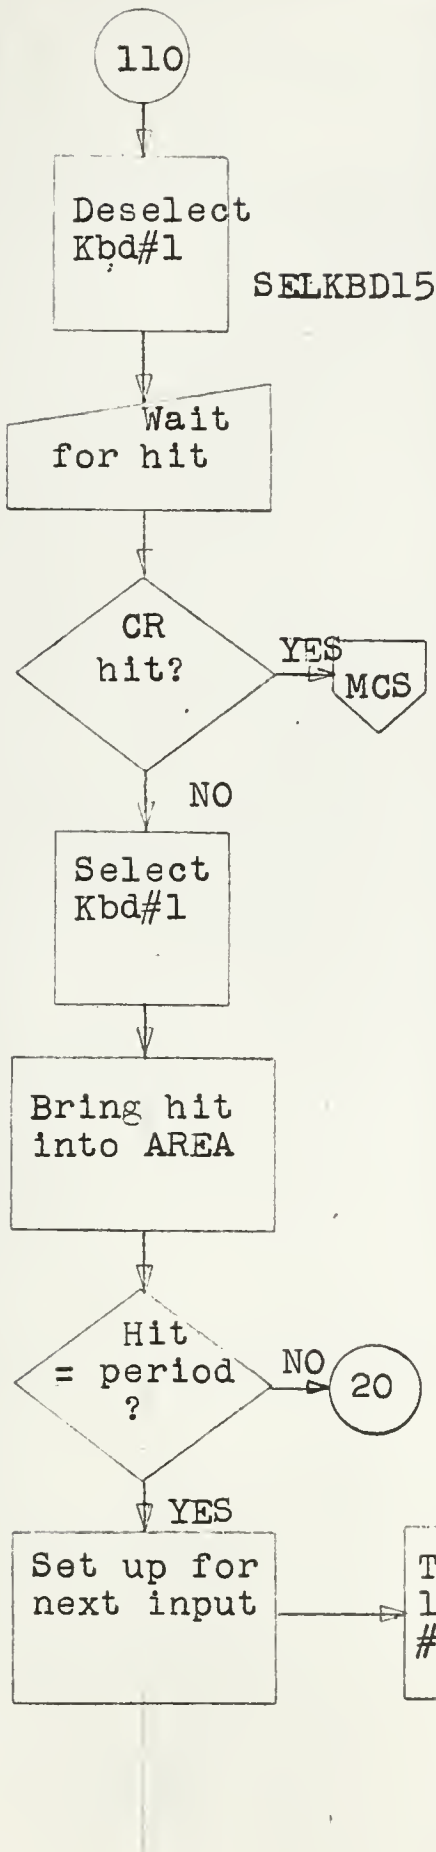 110
Deselect
Kbd#1
SELKBD15
Wait
for hit
CR
hit?
YES
MCS
NO
Select
Kbd#1
Bring hit
into AREA
Hit
= period
?
NO
20
YES
Set up for
next input